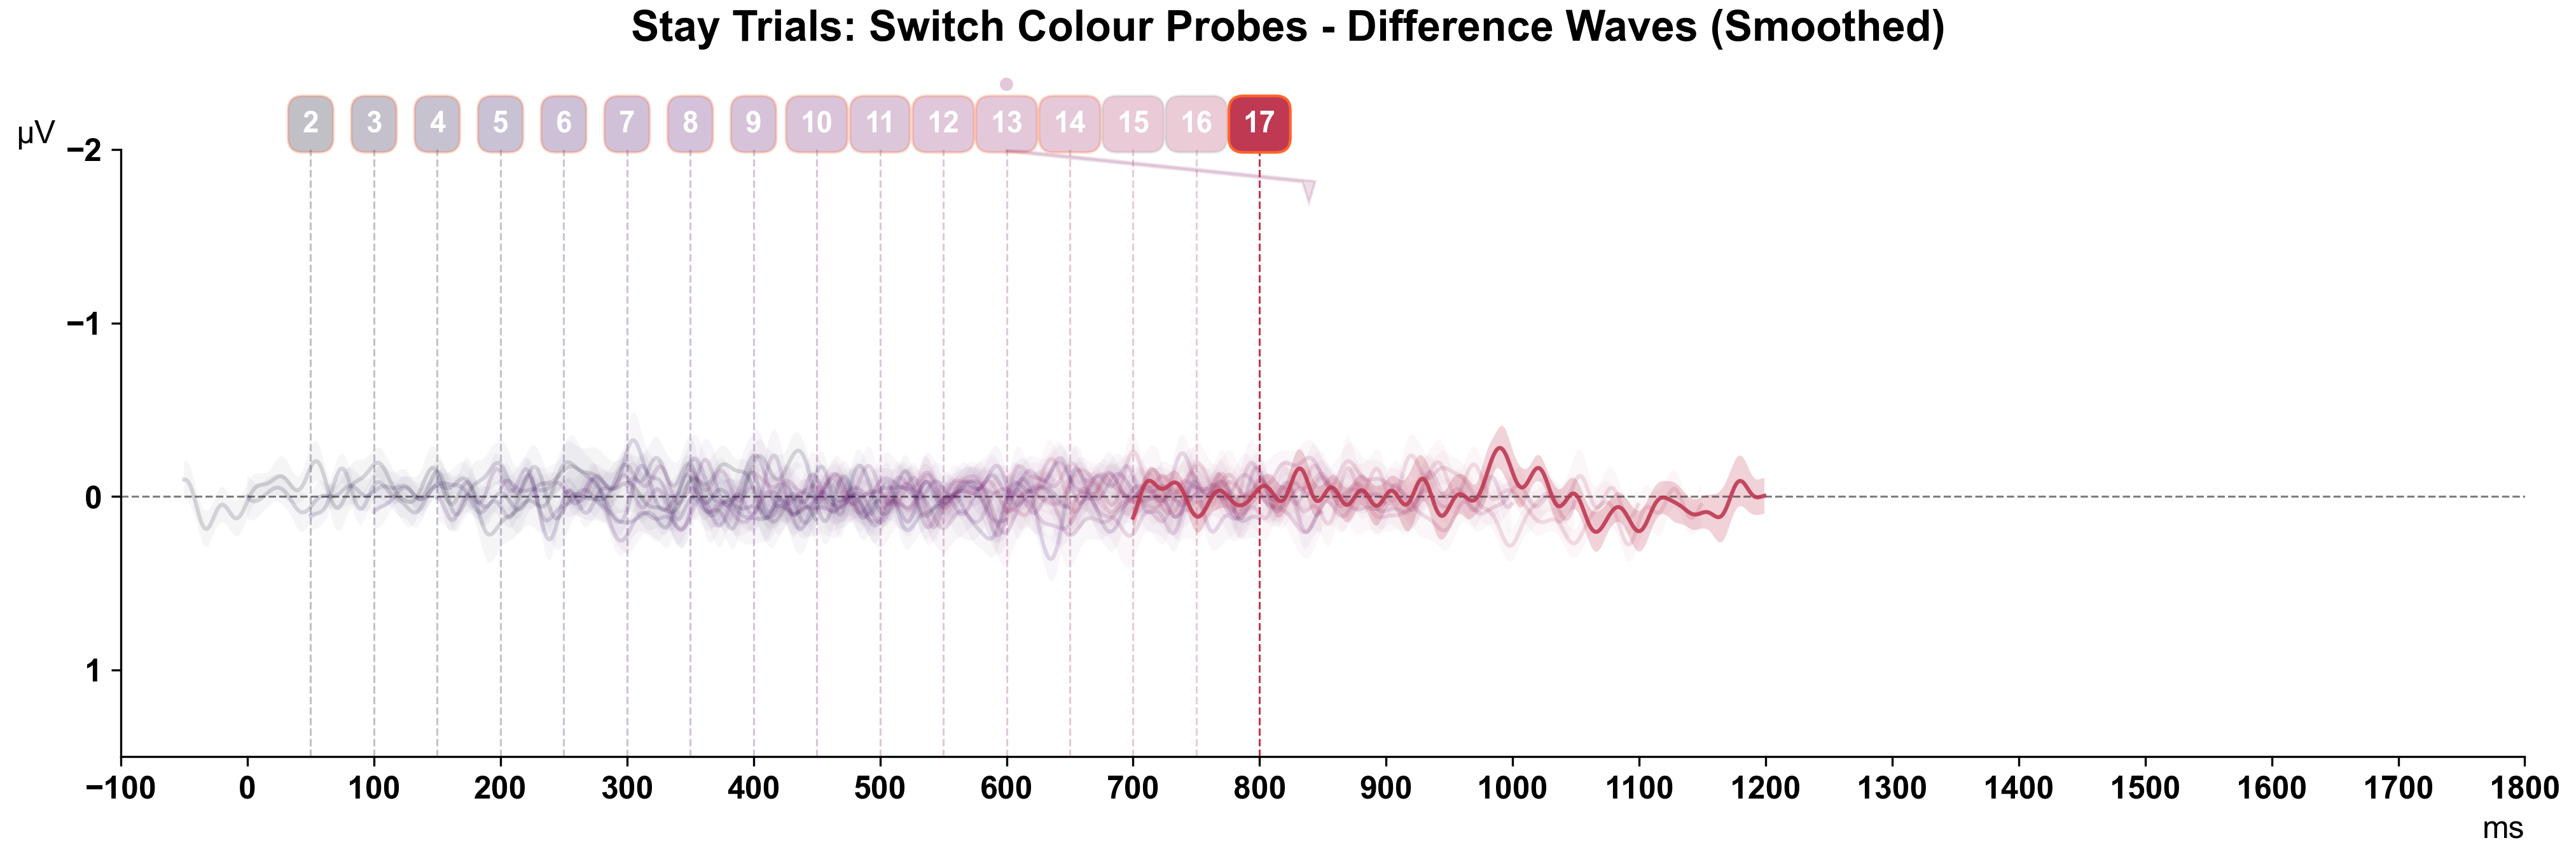 Stay Trials: Switch Colour Probes - Difference Waves (Smoothed)
2 3 4 5 6 7 8 9 10 11 12 13 14 15 16 17
µV
−2
−1
0
1
−100 0 100 200 300 400 500 600 700 800 900 1000 1100 1200 1300 1400 1500 1600 1700 1800
ms